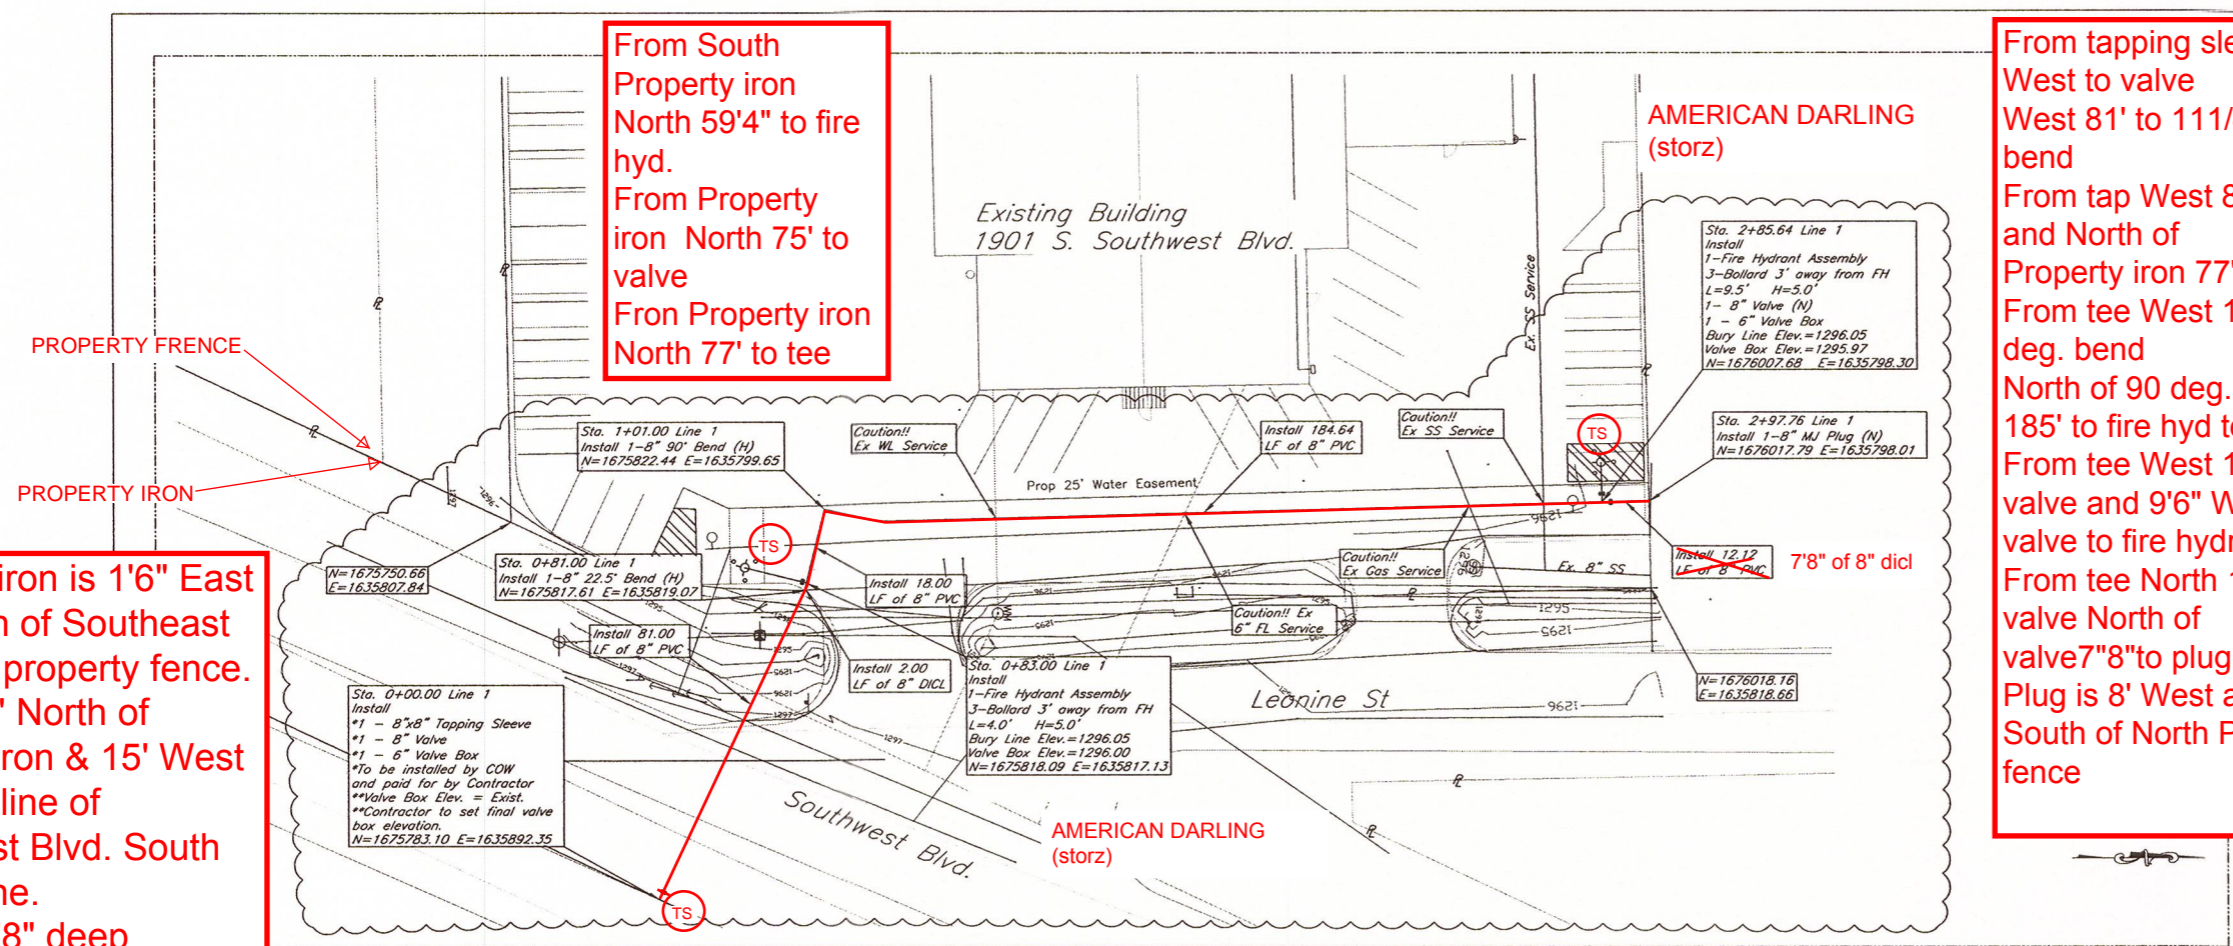 From South
Property iron
North 59'4" to fire
hyd.
From Property
iron North 75' to
valve
Fron Property iron
North 77' to tee
AMERICAN DARLING
(storz)
From tapping sle
West to valve
West 81' to 111/
bend
From tap West 8
and North of
Property iron 77'
From tee West 1
deg. bend
North of 90 deg.
185' to fire hyd t
From tee West 1
valve and 9'6" W
valve to fire hydr
From tee North 1
valve North of
valve7"8"to plug
Plug is 8' West a
South of North P
fence
Existing Building
1901 S. Southwest Blvd.
Sta. 2+85.64 Line 1
Install
1-Fire Hydrant Assembly
3-Bollard 3' away from FH
L=9.5' H=5.0'
1- 8" Valve (N)
1 - 6" Valve Box
Bury Line Elev.=1296.05
Valve Box Elev.=1295.97
N=1676007.68 E=1635798.30
Ex. SS Service
PROPERTY FRENCE
PROPERTY IRON
Sta. 1+01.00 Line 1
Install 1-8" 90° Bend (H)
N=1675822.44 E=1635799.65
Caution!!
Ex WL Service
Install 184.64
LF of 8" PVC
Caution!!
Ex SS Service
TS
Sta. 2+97.76 Line 1
Install 1-8" MJ Plug (N)
N=1676017.79 E=1635798.01
Prop 25' Water Easement
1297
1296
1296
TS
N=1675750.66
E=1635807.84
Sta. 0+81.00 Line 1
Install 1-8" 22.5° Bend (H)
N=1675817.61 E=1635819.07
Install 18.00
LF of 8" PVC
Caution!!
Ex Gas Service
Ex. 8" SS
Install 12.12
LF of 8" PVC
7'8" of 8" dicl
iron is 1'6" East
n of Southeast
property fence.
' North of
ron & 15' West
line of
st Blvd. South
ne.
8" deep
Install 81.00
LF of 8" PVC
Install 2.00
LF of 8" DICL
Caution!! Ex
6" FL Service
1295
1295
Sta. 0+83.00 Line 1
Install
1-Fire Hydrant Assembly
3-Bollard 3' away from FH
L=4.0' H=5.0'
Bury Line Elev.=1296.05
Valve Box Elev.=1296.00
N=1675818.09 E=1635817.13
Leonine St
1296
N=1676018.16
E=1635818.66
Sta. 0+00.00 Line 1
Install
*1 - 8"x8" Tapping Sleeve
*1 - 8" Valve
*1 - 6" Valve Box
*To be installed by COW
and paid for by Contractor
**Valve Box Elev. = Exist.
**Contractor to set final valve
box elevation.
N=1675783.10 E=1635892.35
Southwest Blvd.
AMERICAN DARLING
(storz)
TS